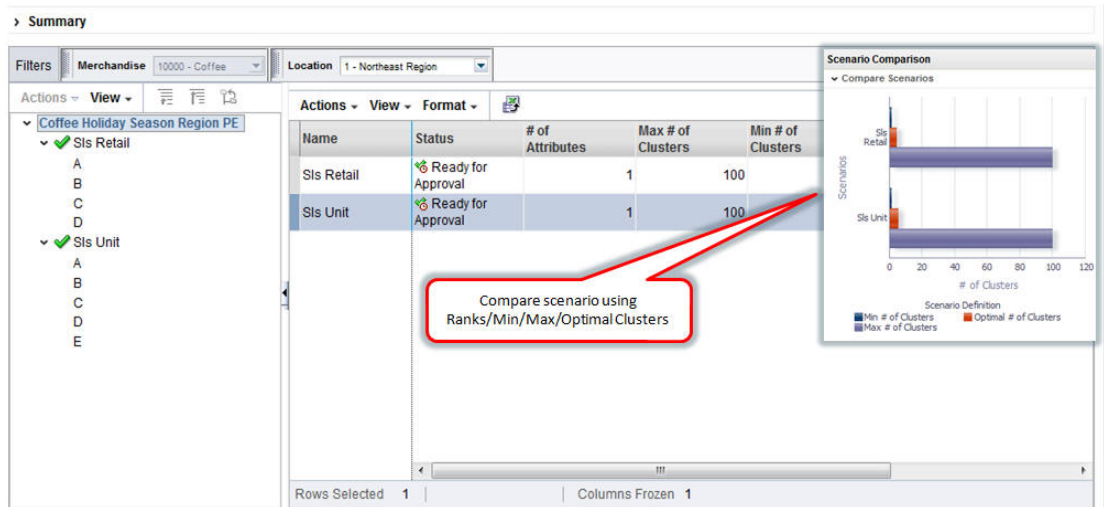 Summary
Filters
Merchandise 10000 - Coffee
Location 1 - Northeast Region
Actions View
Coffee Holiday Season Region PE
Sls Retail
A
B
C
D
Sls Unit
A
B
C
D
E
Actions View Format
Name
Status
# of
Attributes
Max # of
Clusters
Min # of
Clusters
Sls Retail
Ready for
Approval
1
100
Sls Unit
Ready for
Approval
1
100
Compare scenario using
Ranks/Min/Max/Optimal Clusters
Rows Selected 1
Columns Frozen 1
Scenario Comparison
Compare Scenarios
Scenarios
Sls
Retail
Sls Unit
0 20 40 60 80 100 120
# of Clusters
Scenario Definition
Min # of Clusters Optimal # of Clusters
Max # of Clusters